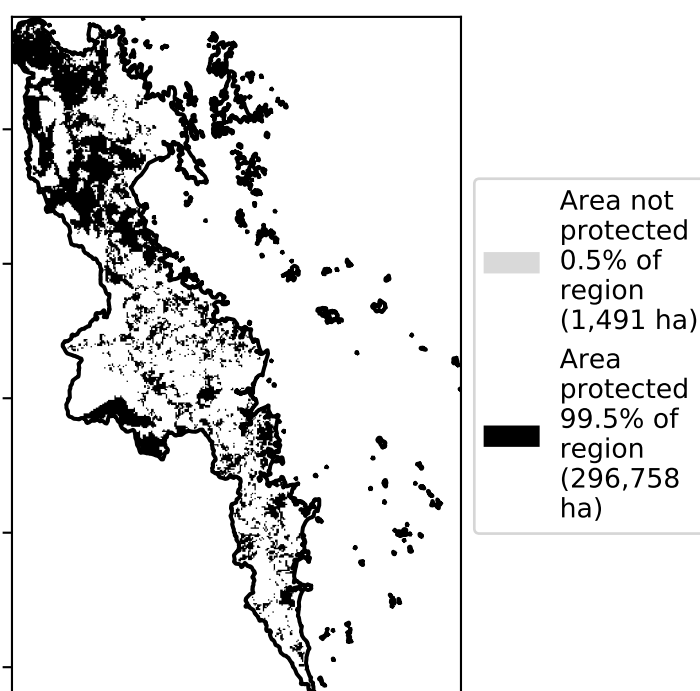 Area not
protected
0.5% of
region
(1,491 ha)
Area
protected
99.5% of
region
(296,758
ha)